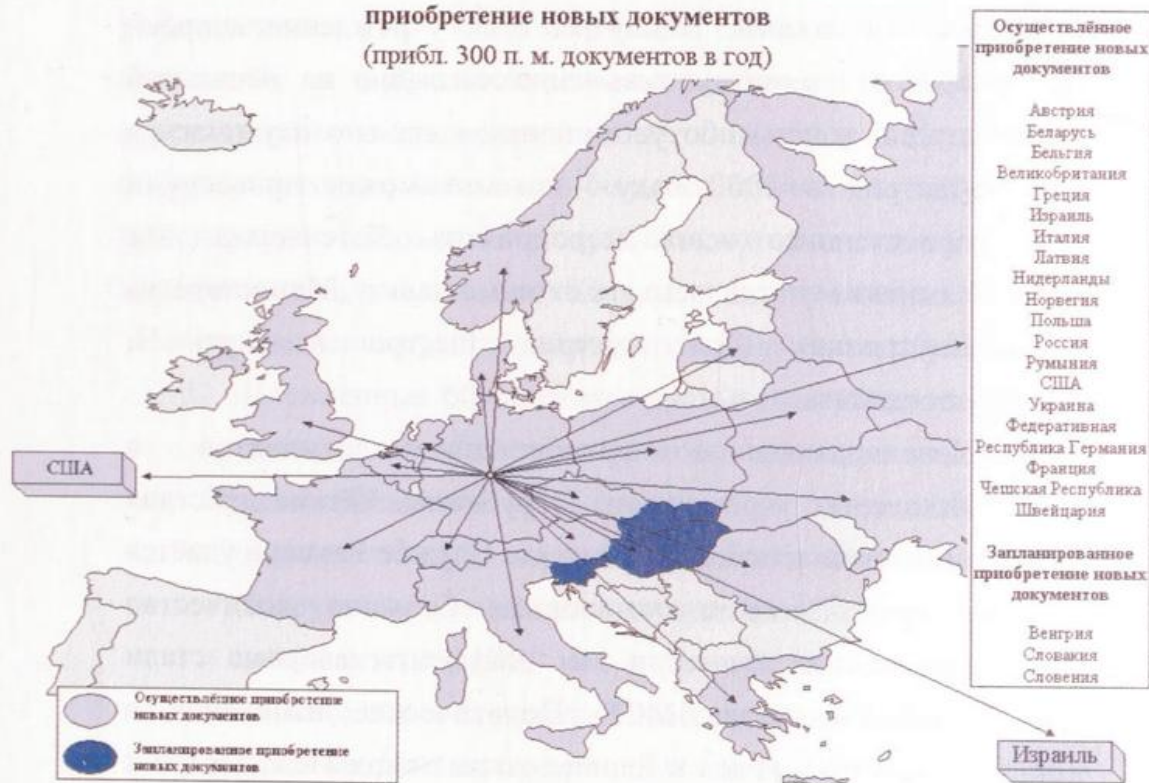 приобретение новых документов
(прибл. 300 п. м. документов в год)
Осуществлённое
приобретение новых
документов
Австрия
Беларусь
Бельгия
Великобритания
Греция
Израиль
Италия
Латвия
Нидерланды
Норвегия
Польша
Россия
Румыния
США
Украина
Федеративная
Республика Германия
Франция
Чешская Республика
Швейцария
Запланированное
приобретение новых
документов
Венгрия
Словакия
Словения
США
Израиль
Осуществлённое приобретение
новых документов
Запланированное приобретение
новых документов